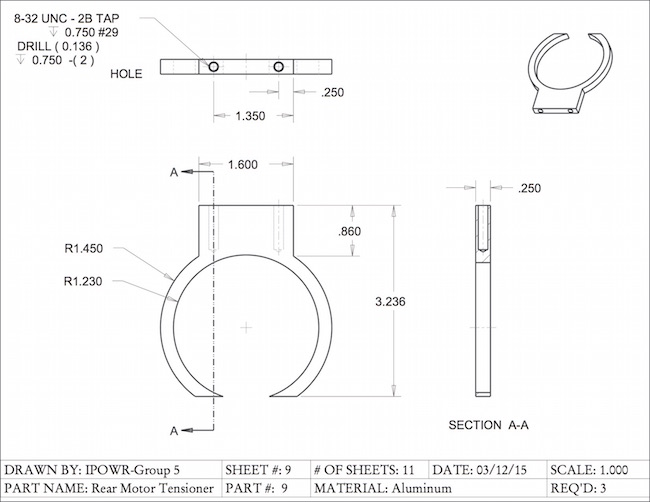 8-32 UNC - 2B TAP
↧ 0.750 #29
DRILL ( 0.136 )
↧ 0.750 -( 2 )
HOLE
.250
1.350
1.600
A
.250
.860
R1.450
R1.230
3.236
A
SECTION A-A
DRAWN BY: IPOWR-Group 5 SHEET #: 9 # OF SHEETS: 11 DATE: 03/12/15 SCALE: 1.000
PART NAME: Rear Motor Tensioner PART #: 9 MATERIAL: Aluminum REQ'D: 3